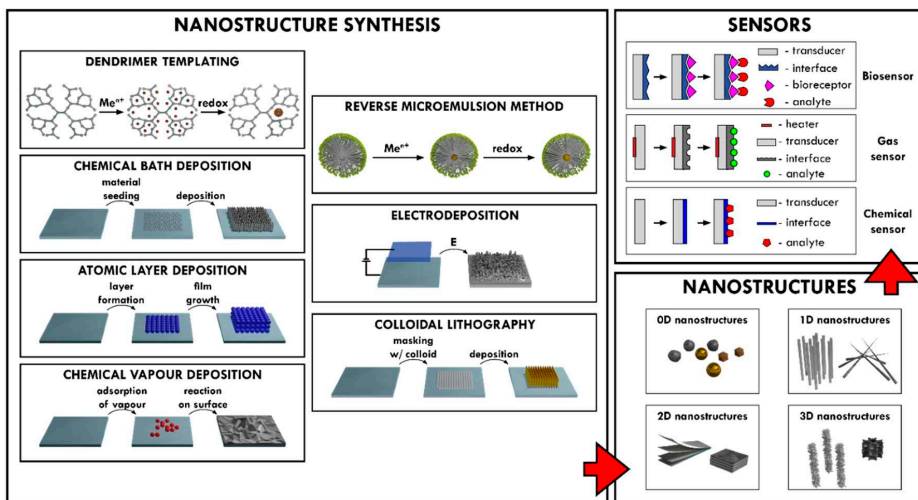 NANOSTRUCTURE SYNTHESIS
DENDRIMER TEMPLATING
Meⁿ⁺
redox
CHEMICAL BATH DEPOSITION
material
seeding
deposition
ATOMIC LAYER DEPOSITION
layer
formation
film
growth
CHEMICAL VAPOUR DEPOSITION
adsorption
of vapour
reaction
on surface
REVERSE MICROEMULSION METHOD
Meⁿ⁺
redox
ELECTRODEPOSITION
E
COLLOIDAL LITHOGRAPHY
masking
w/ colloid
deposition
SENSORS
- transducer
- interface
- bioreceptor
- analyte
Biosensor
- heater
- transducer
- interface
- analyte
Gas
sensor
- transducer
- interface
- analyte
Chemical
sensor
NANOSTRUCTURES
0D nanostructures
1D nanostructures
2D nanostructures
3D nanostructures